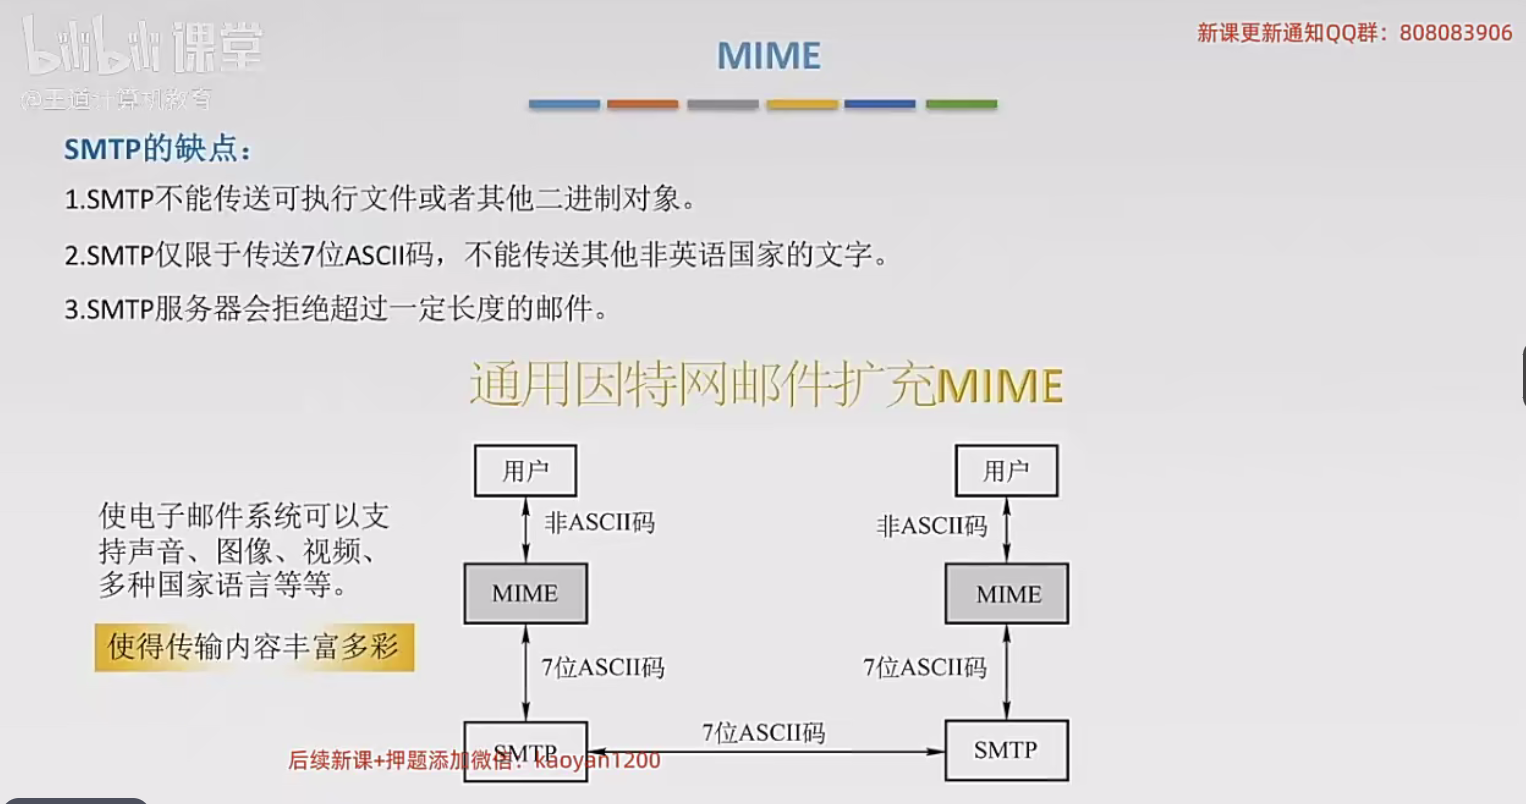 bilibili课堂
@王道计算机教育
新课更新通知QQ群：808083906
MIME
SMTP的缺点：
1.SMTP不能传送可执行文件或者其他二进制对象。
2.SMTP仅限于传送7位ASCII码，不能传送其他非英语国家的文字。
3.SMTP服务器会拒绝超过一定长度的邮件。
通用因特网邮件扩充MIME
使电子邮件系统可以支
持声音、图像、视频、
多种国家语言等等。
使得传输内容丰富多彩
用户
用户
非ASCII码
非ASCII码
MIME
MIME
7位ASCII码
7位ASCII码
7位ASCII码
SMTP
SMTP
后续新课+押题添加微信：kaoyan1200